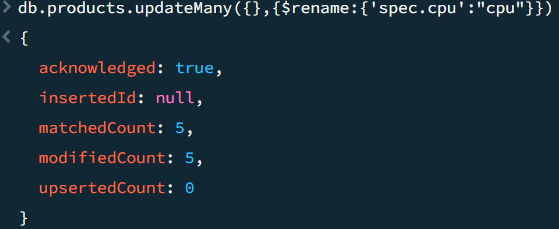 > db.products.updateMany({},{$rename:{'spec.cpu':"cpu"}})
< {
acknowledged: true,
insertedId: null,
matchedCount: 5,
modifiedCount: 5,
upsertedCount: 0
}